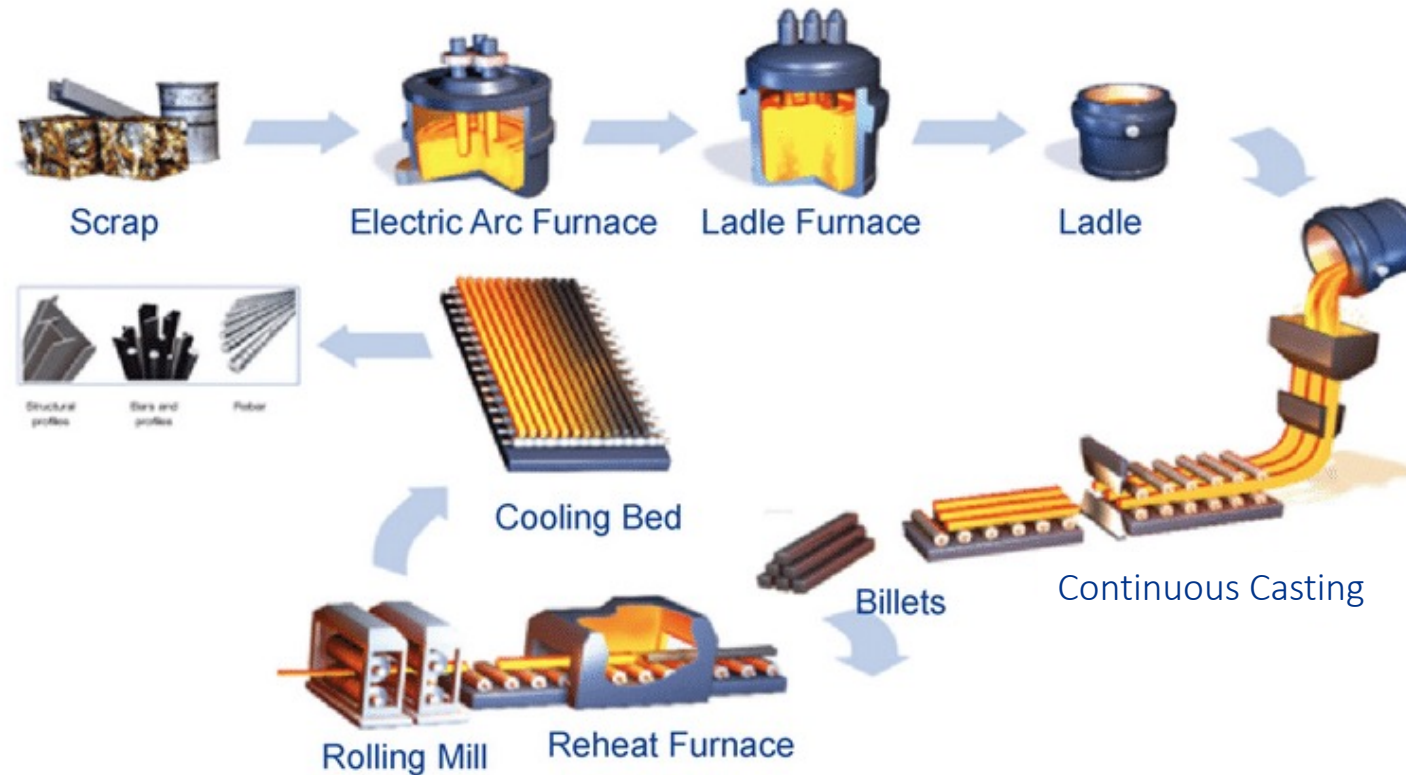 Scrap
Electric Arc Furnace
Ladle Furnace
Ladle
Continuous Casting
Billets
Reheat Furnace
Rolling Mill
Cooling Bed
Structural
profiles
Bars and
profiles
Rebar